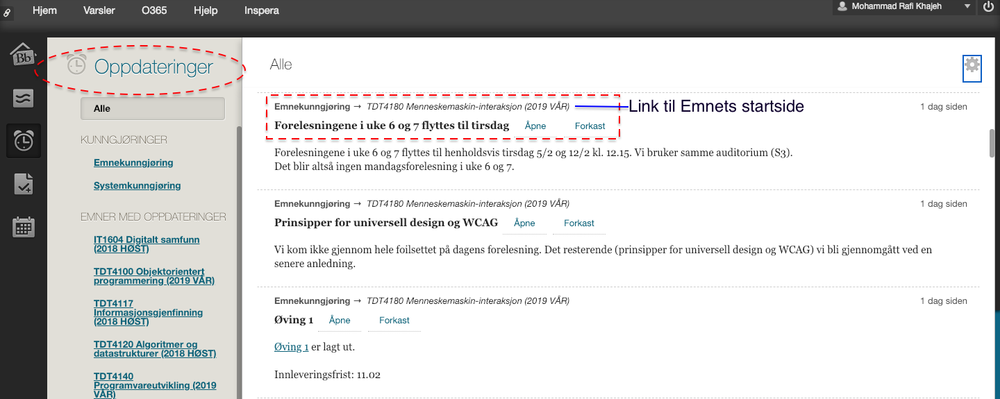 Hjem Varsler O365 Hjelp Inspera Mohammad Rafi Khajeh
Bb
Oppdateringer
Alle
KUNNGJØRINGER
Emnekunngjøring
Systemkunngjøring
EMNER MED OPPDATERINGER
IT1604 Digitalt samfunn
(2018 HØST)
TDT4100 Objektorientert
programmering (2019 VÅR)
TDT4117
Informasjonsgjenfinning
(2018 HØST)
TDT4120 Algoritmer og
datastrukturer (2018 HØST)
TDT4140
Programvareutvikling (2019
VÅR)
Alle
Emnekunngjøring → TDT4180 Menneskemaskin-interaksjon (2019 VÅR) Link til Emnets startside 1 dag siden
Forelesningene i uke 6 og 7 flyttes til tirsdag Åpne Forkast
Forelesningene i uke 6 og 7 flyttes til henholdsvis tirsdag 5/2 og 12/2 kl. 12.15. Vi bruker samme auditorium (S3).
Det blir altså ingen mandagsforelesning i uke 6 og 7.
Emnekunngjøring → TDT4180 Menneskemaskin-interaksjon (2019 VÅR) 1 dag siden
Prinsipper for universell design og WCAG Åpne Forkast
Vi kom ikke gjennom hele foilsettet på dagens forelesning. Det resterende (prinsipper for universell design og WCAG) vi bli gjennomgått ved en
senere anledning.
Emnekunngjøring → TDT4180 Menneskemaskin-interaksjon (2019 VÅR) 1 dag siden
Øving 1 Åpne Forkast
Øving 1 er lagt ut.
Innleveringsfrist: 11.02